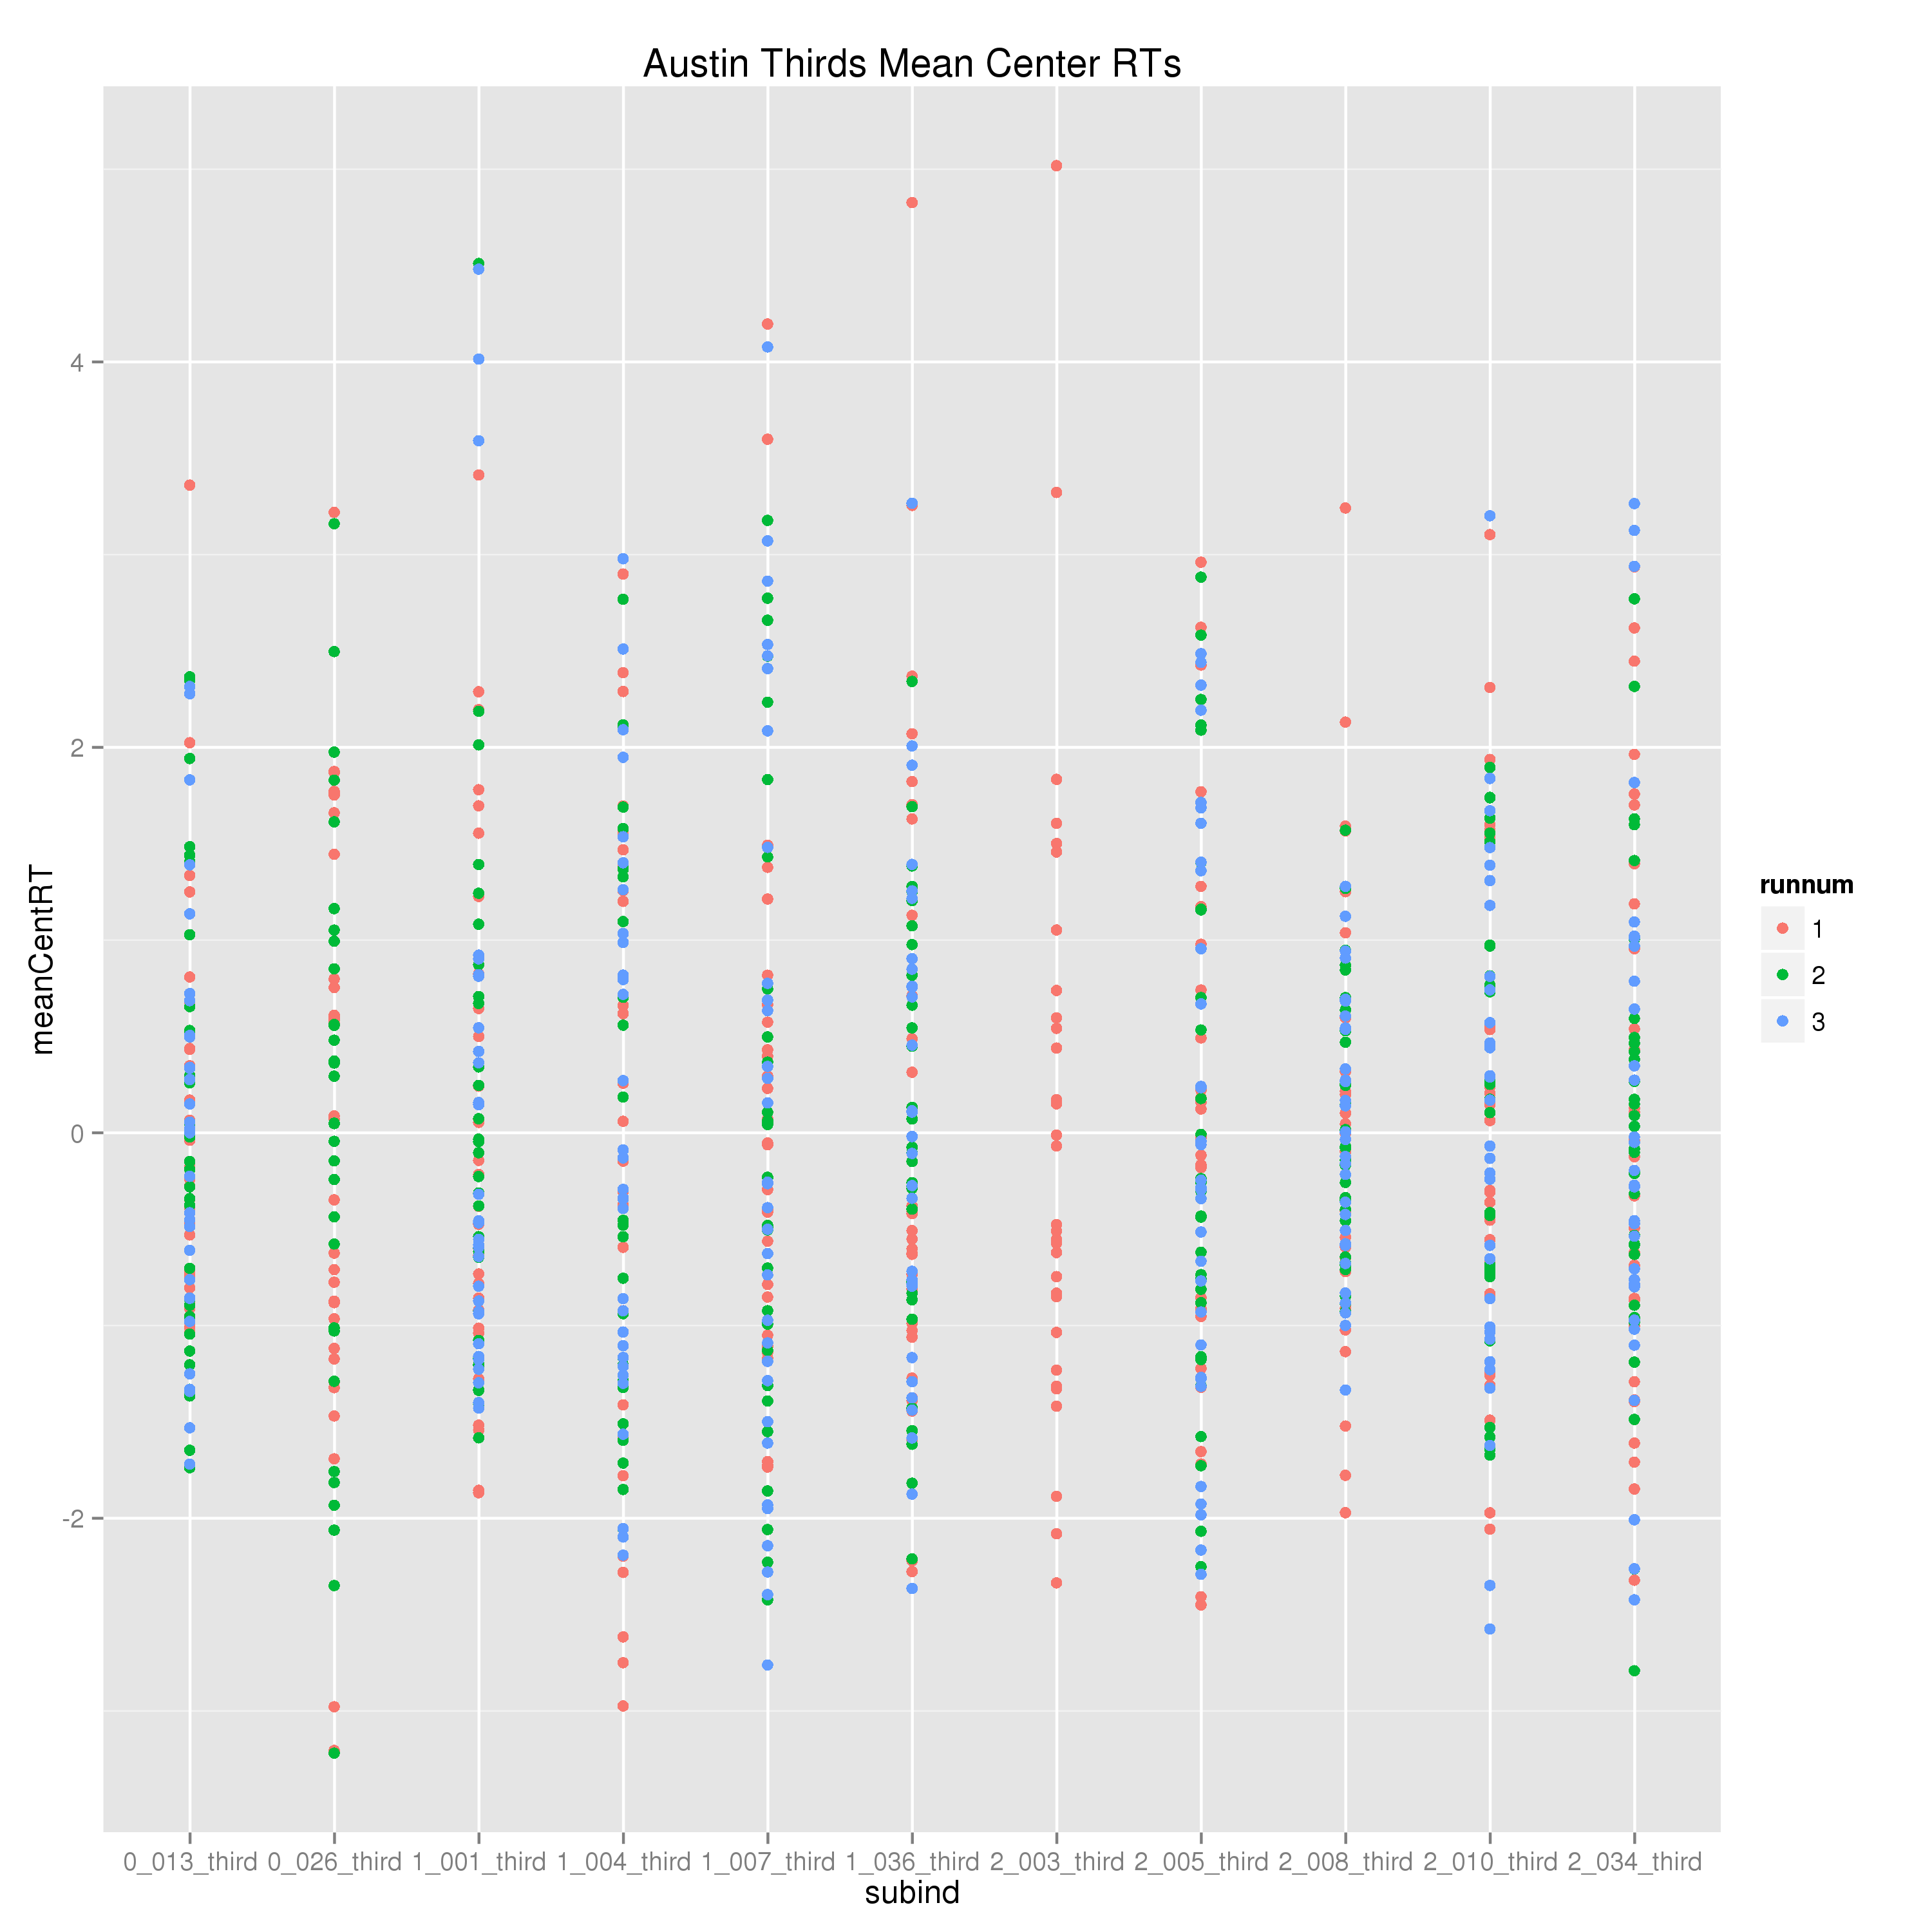 Austin Thirds Mean Center RTs
meanCentRT
4
2
0
-2
0_013_third 0_026_third 1_001_third 1_004_third 1_007_third 1_036_third 2_003_third 2_005_third 2_008_third 2_010_third 2_034_third
subind
runnum
1
2
3